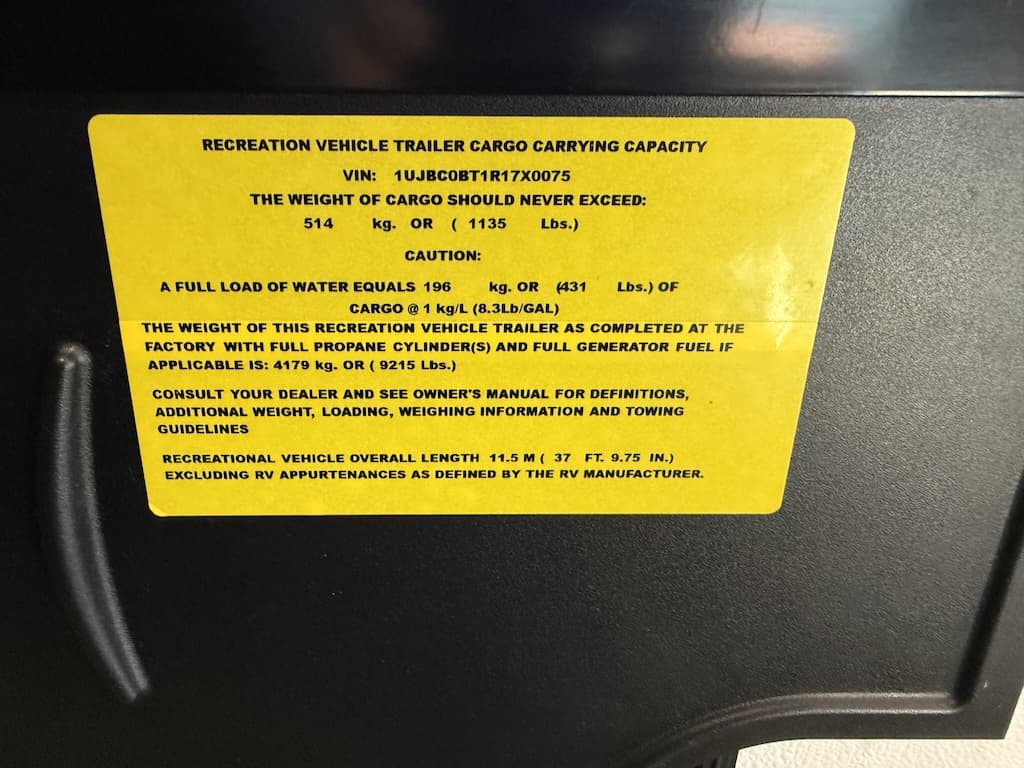 RECREATION VEHICLE TRAILER CARGO CARRYING CAPACITY
VIN: 1UJBC0BT1R17X0075
THE WEIGHT OF CARGO SHOULD NEVER EXCEED:
514 kg. OR ( 1135 Lbs.)
CAUTION:
A FULL LOAD OF WATER EQUALS 196 kg. OR (431 Lbs.) OF
CARGO @ 1 kg/L (8.3Lb/GAL)
THE WEIGHT OF THIS RECREATION VEHICLE TRAILER AS COMPLETED AT THE
FACTORY WITH FULL PROPANE CYLINDER(S) AND FULL GENERATOR FUEL IF
APPLICABLE IS: 4179 kg. OR ( 9215 Lbs.)
CONSULT YOUR DEALER AND SEE OWNER'S MANUAL FOR DEFINITIONS,
ADDITIONAL WEIGHT, LOADING, WEIGHING INFORMATION AND TOWING
GUIDELINES
RECREATIONAL VEHICLE OVERALL LENGTH 11.5 M ( 37 FT. 9.75 IN.)
EXCLUDING RV APPURTENANCES AS DEFINED BY THE RV MANUFACTURER.